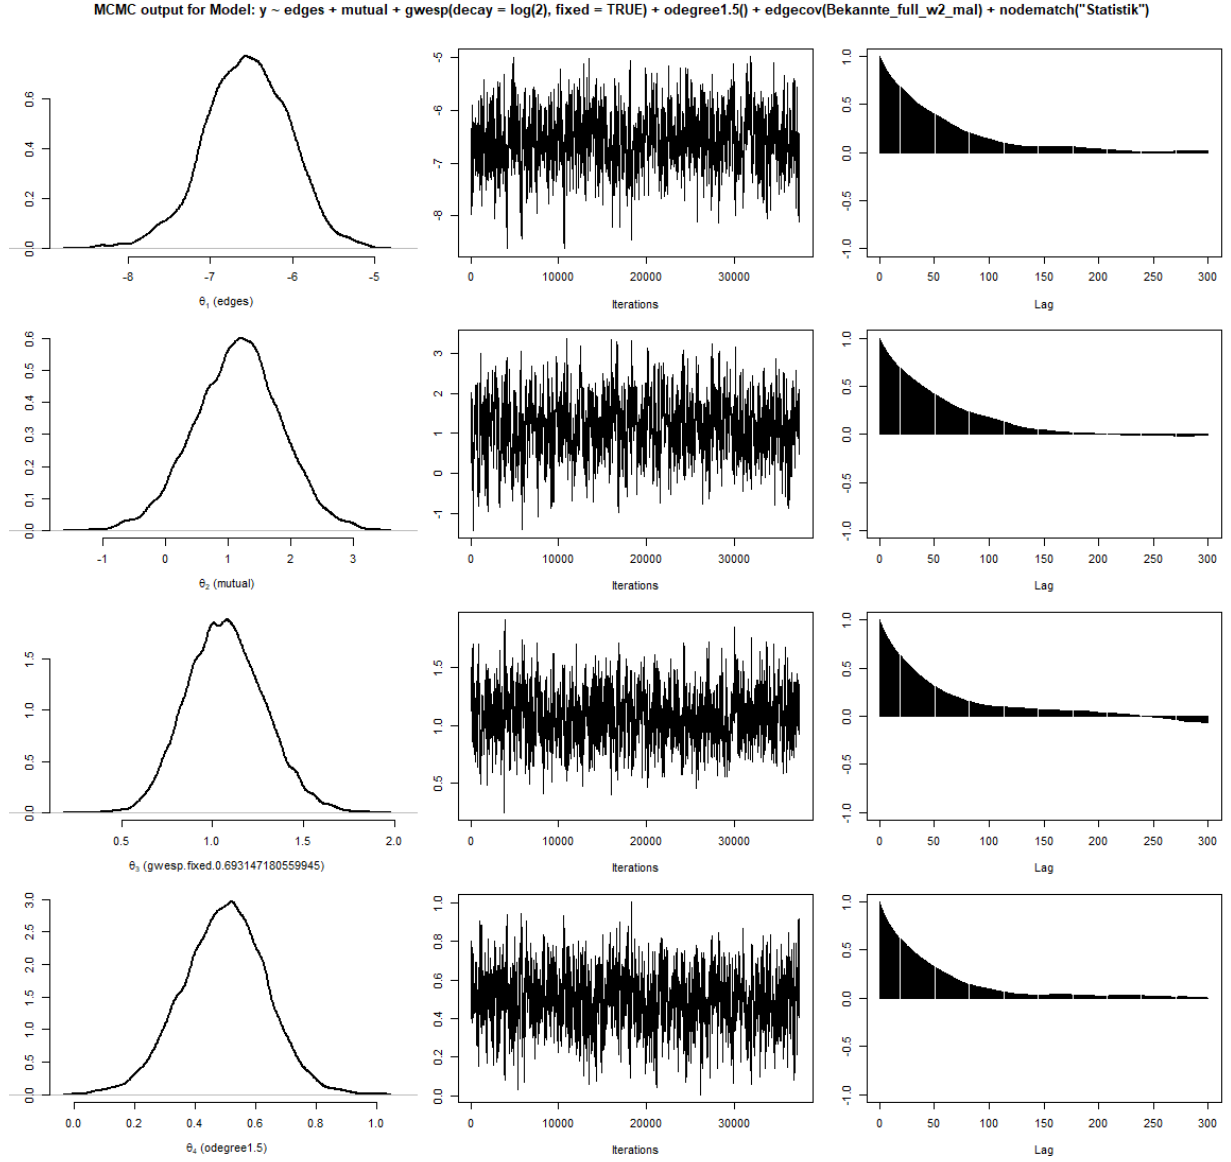 MCMC output for Model: y ~ edges + mutual + gwesp(decay = log(2), fixed = TRUE) + odegree1.5() + edgecov(Bekannte_full_w2_mal) + nodematch("Statistik")
0.0 0.2 0.4 0.6
-8 -7 -6 -5
θ₁ (edges)
-8 -7 -6 -5
0 10000 20000 30000
Iterations
-1.0 -0.5 0.0 0.5 1.0
0 50 100 150 200 250 300
Lag
0.0 0.1 0.2 0.3 0.4 0.5 0.6
-1 0 1 2 3
θ₂ (mutual)
-1 0 1 2 3
0 10000 20000 30000
Iterations
-1.0 -0.5 0.0 0.5 1.0
0 50 100 150 200 250 300
Lag
0.0 0.5 1.0 1.5
0.5 1.0 1.5 2.0
θ₃ (gwesp.fixed.0.693147180559945)
0.5 1.0 1.5
0 10000 20000 30000
Iterations
-1.0 -0.5 0.0 0.5 1.0
0 50 100 150 200 250 300
Lag
0.0 0.5 1.0 1.5 2.0 2.5 3.0
0.0 0.2 0.4 0.6 0.8 1.0
θ₄ (odegree1.5)
0.0 0.2 0.4 0.6 0.8 1.0
0 10000 20000 30000
Iterations
-1.0 -0.5 0.0 0.5 1.0
0 50 100 150 200 250 300
Lag